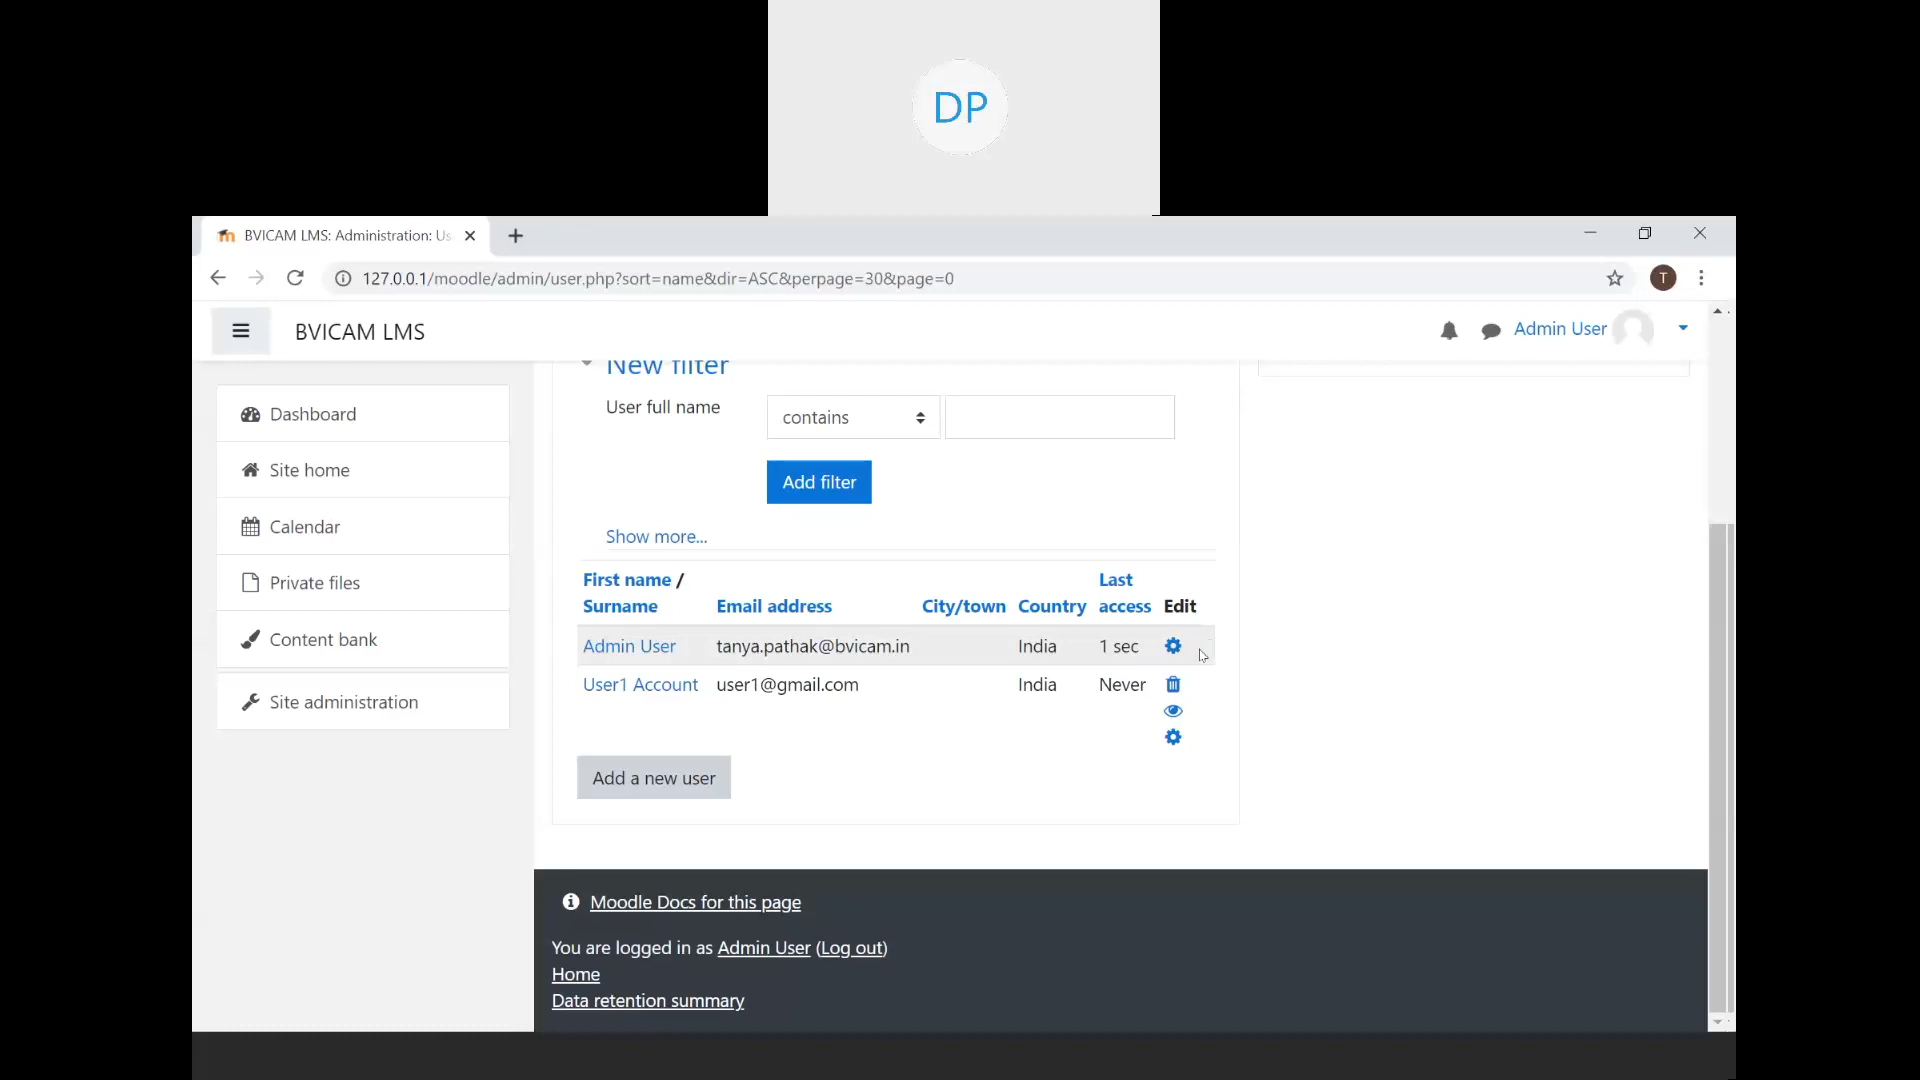 DP
BVICAM LMS: Administration: Us
127.0.0.1/moodle/admin/user.php?sort=name&dir=ASC&perpage=30&page=0
T
BVICAM LMS
Admin User
Dashboard
Site home
Calendar
Private files
Content bank
Site administration
New filter
User full name contains
Add filter
Show more...
First name / Surname Email address City/town Country Last access Edit
Admin User tanya.pathak@bvicam.in India 1 sec
User1 Account user1@gmail.com India Never
Add a new user
Moodle Docs for this page
You are logged in as Admin User (Log out)
Home
Data retention summary